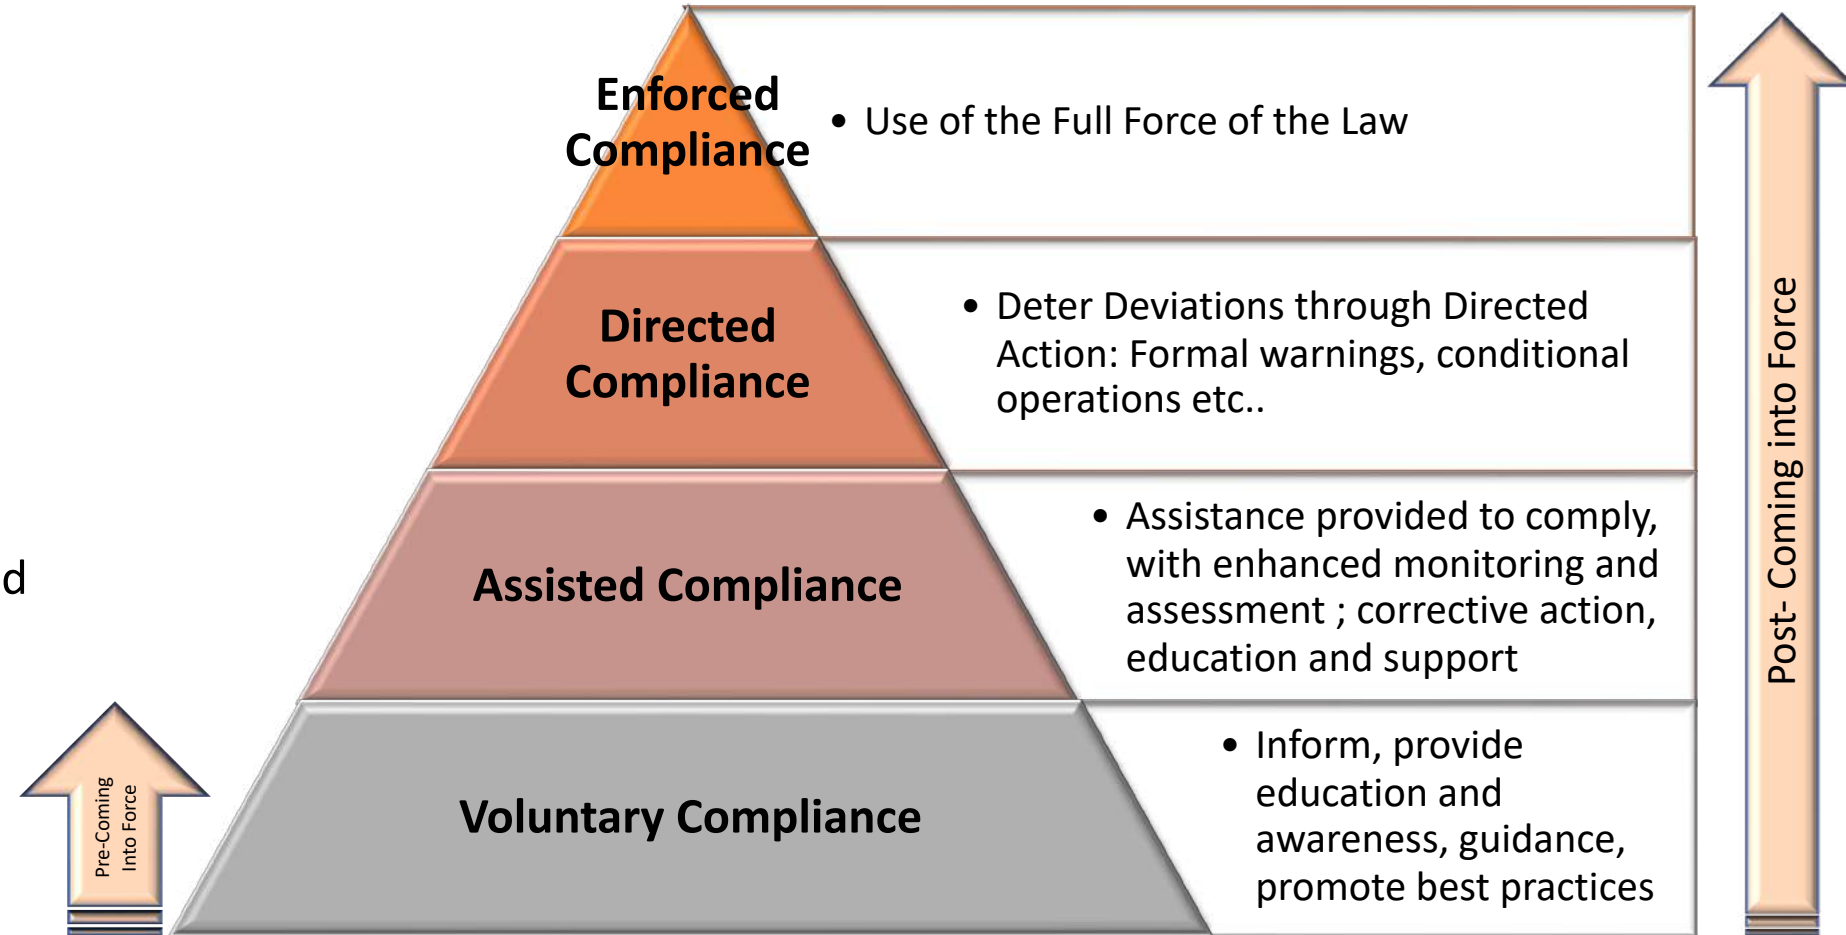 Enforced
Compliance
• Use of the Full Force of the Law
Directed
Compliance
• Deter Deviations through Directed
Action: Formal warnings, conditional
operations etc..
d
Assisted Compliance
• Assistance provided to comply,
with enhanced monitoring and
assessment ; corrective action,
education and support
Voluntary Compliance
• Inform, provide
education and
awareness, guidance,
promote best practices
Pre-Coming
Into Force
Post- Coming into Force